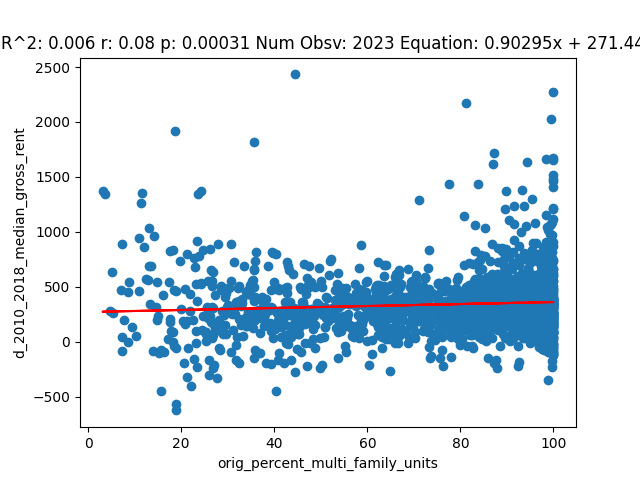 R^2: 0.006 r: 0.08 p: 0.00031 Num Obsv: 2023 Equation: 0.90295x + 271.44
2500
2000
1500
1000
500
0
−500
d_2010_2018_median_gross_rent
0 20 40 60 80 100
orig_percent_multi_family_units